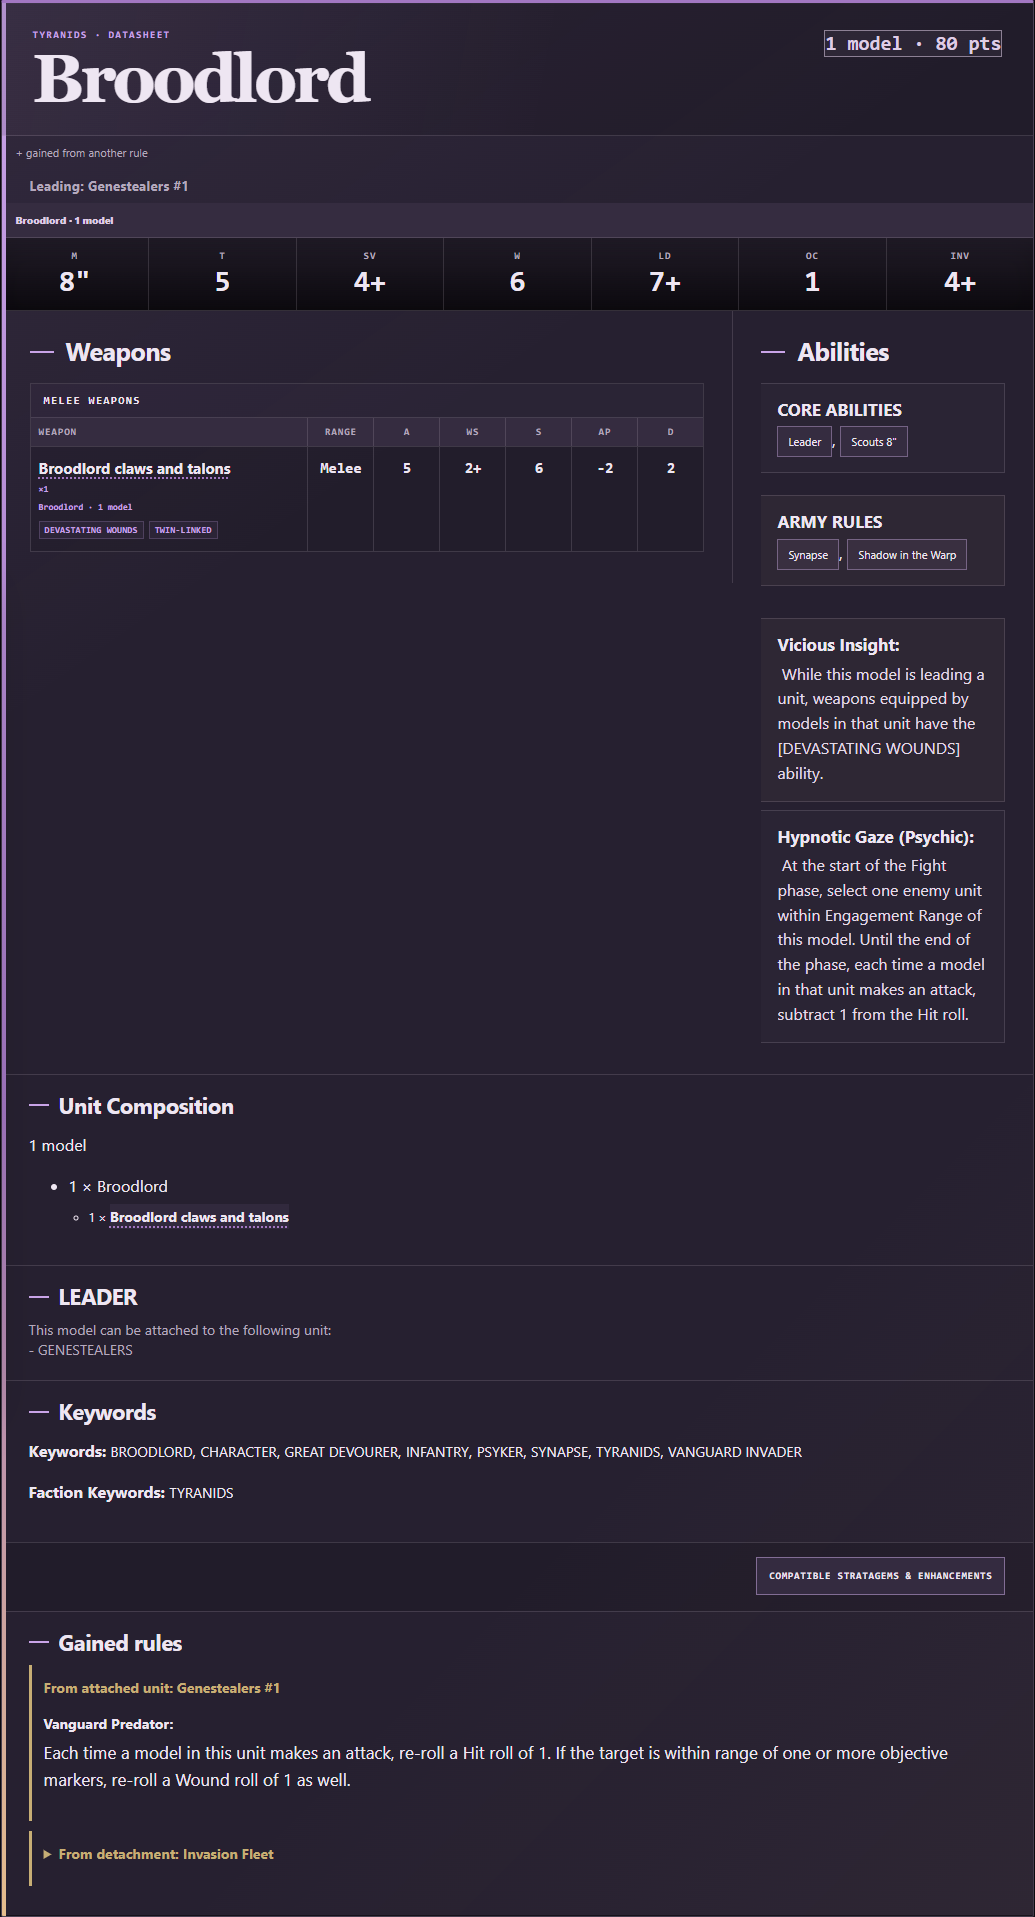 TYRANIDS · DATASHEET
Broodlord
1 model · 80 pts
+ gained from another rule
Leading: Genestealers #1
Broodlord • 1 model
M
8"
T
5
SV
4+
W
6
LD
7+
OC
1
INV
4+
Weapons
MELEE WEAPONS
WEAPON RANGE A WS S AP D
Broodlord claws and talons Melee 5 2+ 6 -2 2
×1
Broodlord · 1 model
DEVASTATING WOUNDS TWIN-LINKED
Abilities
CORE ABILITIES
Leader, Scouts 8"
ARMY RULES
Synapse, Shadow in the Warp
Vicious Insight:
While this model is leading a
unit, weapons equipped by
models in that unit have the
[DEVASTATING WOUNDS]
ability.
Hypnotic Gaze (Psychic):
At the start of the Fight
phase, select one enemy unit
within Engagement Range of
this model. Until the end of
the phase, each time a model
in that unit makes an attack,
subtract 1 from the Hit roll.
Unit Composition
1 model
• 1 × Broodlord
◦ 1 × Broodlord claws and talons
LEADER
This model can be attached to the following unit:
- GENESTEALERS
Keywords
Keywords: BROODLORD, CHARACTER, GREAT DEVOURER, INFANTRY, PSYKER, SYNAPSE, TYRANIDS, VANGUARD INVADER
Faction Keywords: TYRANIDS
COMPATIBLE STRATAGEMS & ENHANCEMENTS
Gained rules
From attached unit: Genestealers #1
Vanguard Predator:
Each time a model in this unit makes an attack, re-roll a Hit roll of 1. If the target is within range of one or more objective
markers, re-roll a Wound roll of 1 as well.
▶ From detachment: Invasion Fleet